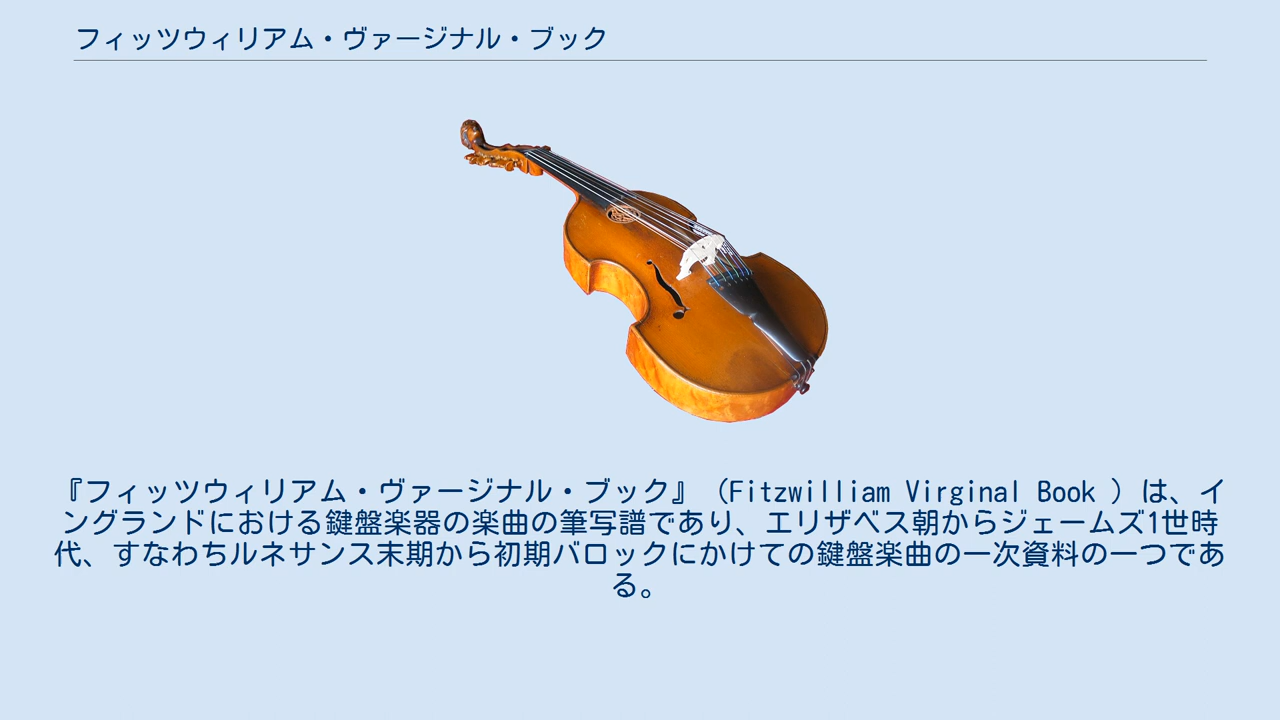 フィッツウィリアム・ヴァージナル・ブック
『フィッツウィリアム・ヴァージナル・ブック』（Fitzwilliam Virginal Book ）は、イ
ングランドにおける鍵盤楽器の楽曲の筆写譜であり、エリザベス朝からジェームズ1世時
代、すなわちルネサンス末期から初期バロックにかけての鍵盤楽曲の一次資料の一つであ
る。